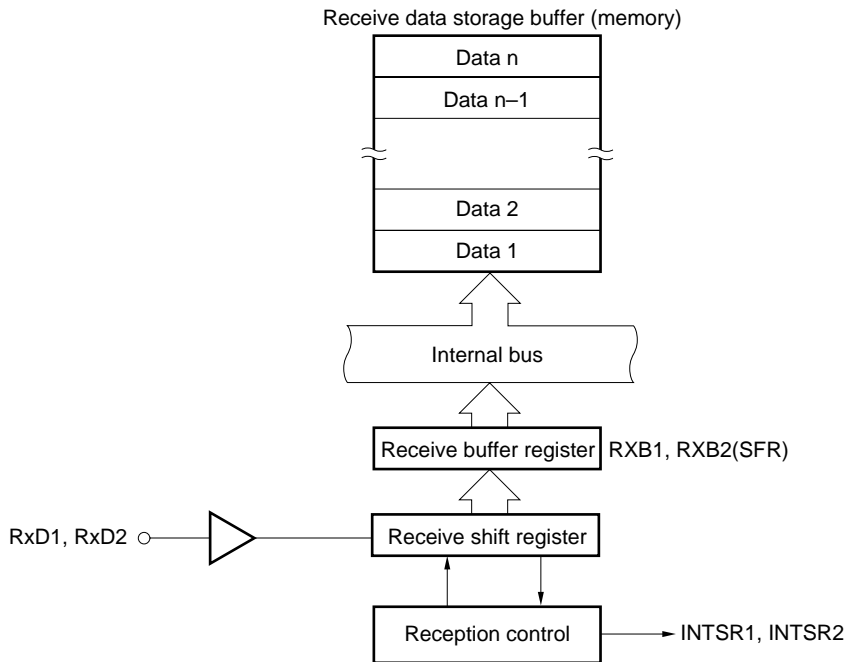 Receive data storage buffer (memory)
Data n
Data n–1
Data 2
Data 1
Internal bus
Receive buffer register
RXB1, RXB2(SFR)
RxD1, RxD2
Receive shift register
Reception control
INTSR1, INTSR2